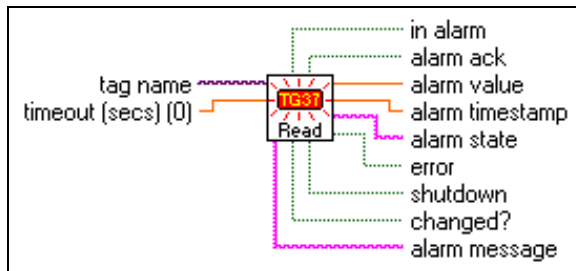 in alarm
alarm ack
tag name
alarm value
timeout (secs) (0)
alarm timestamp
TG37
Read
alarm state
error
shutdown
changed?
alarm message